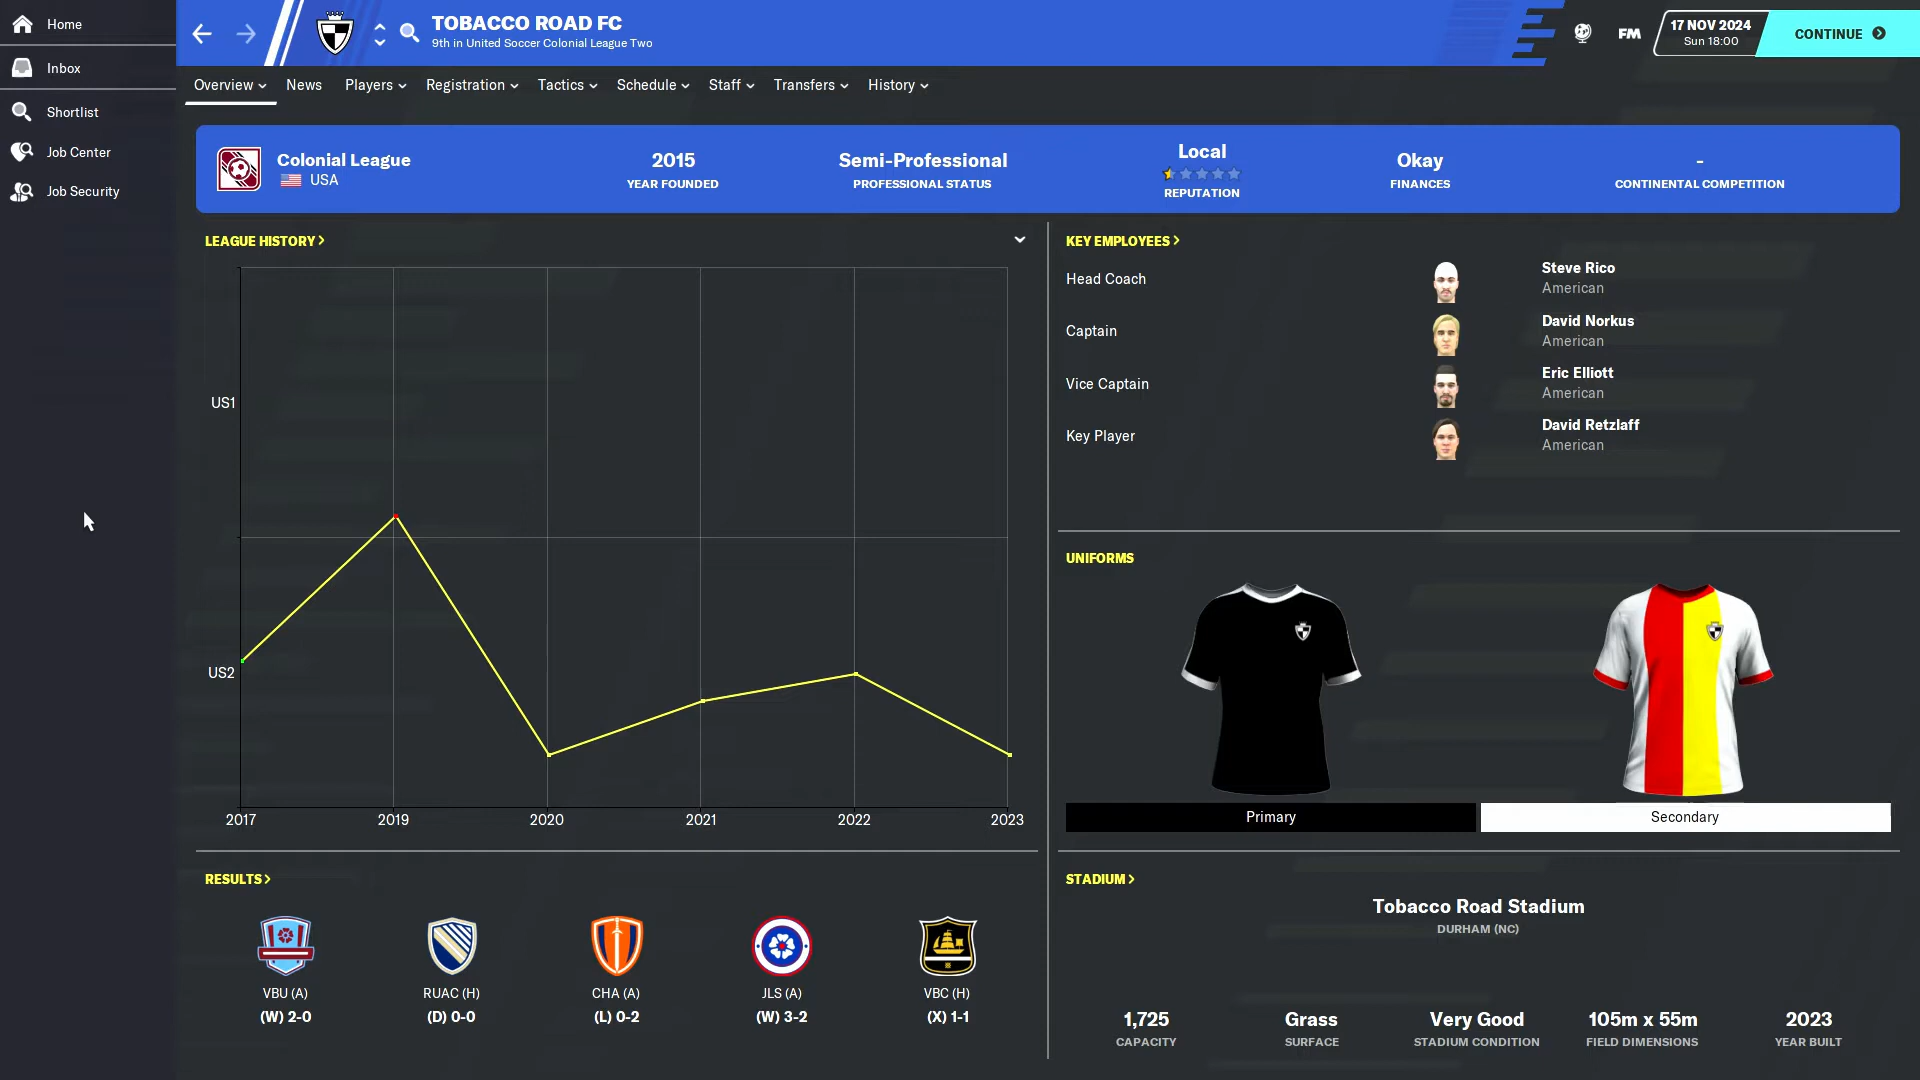 Home
Inbox
Shortlist
Job Center
Job Security
TOBACCO ROAD FC
9th in United Soccer Colonial League Two
FM
17 NOV 2024
Sun 18:00
CONTINUE
Overview
News
Players
Registration
Tactics
Schedule
Staff
Transfers
History
Colonial League
USA
2015
YEAR FOUNDED
Semi-Professional
PROFESSIONAL STATUS
Local
REPUTATION
Okay
FINANCES
-
CONTINENTAL COMPETITION
LEAGUE HISTORY >
US1
US2
2017
2019
2020
2021
2022
2023
KEY EMPLOYEES >
Head Coach
Steve Rico
American
Captain
David Norkus
American
Vice Captain
Eric Elliott
American
Key Player
David Retzlaff
American
UNIFORMS
Primary
Secondary
RESULTS >
VBU (A)
(W) 2-0
RUAC (H)
(D) 0-0
CHA (A)
(L) 0-2
JLS (A)
(W) 3-2
VBC (H)
(X) 1-1
STADIUM >
Tobacco Road Stadium
DURHAM (NC)
1,725
CAPACITY
Grass
SURFACE
Very Good
STADIUM CONDITION
105m x 55m
FIELD DIMENSIONS
2023
YEAR BUILT